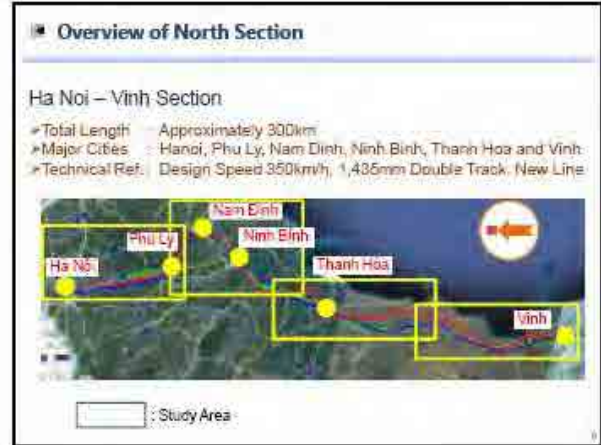 Overview of North Section
Ha Noi – Vinh Section
➢Total Length : Approximately 300km
➢Major Cities : Hanoi, Phu Ly, Nam Dinh, Ninh Binh, Thanh Hoa and Vinh
➢Technical Ref. : Design Speed 350km/h, 1,435mm Double Track, New Line
Nam Đinh
Phu Ly
Ninh Binh
Ha Nôi
Thanh Hoa
Vinh
: Study Area